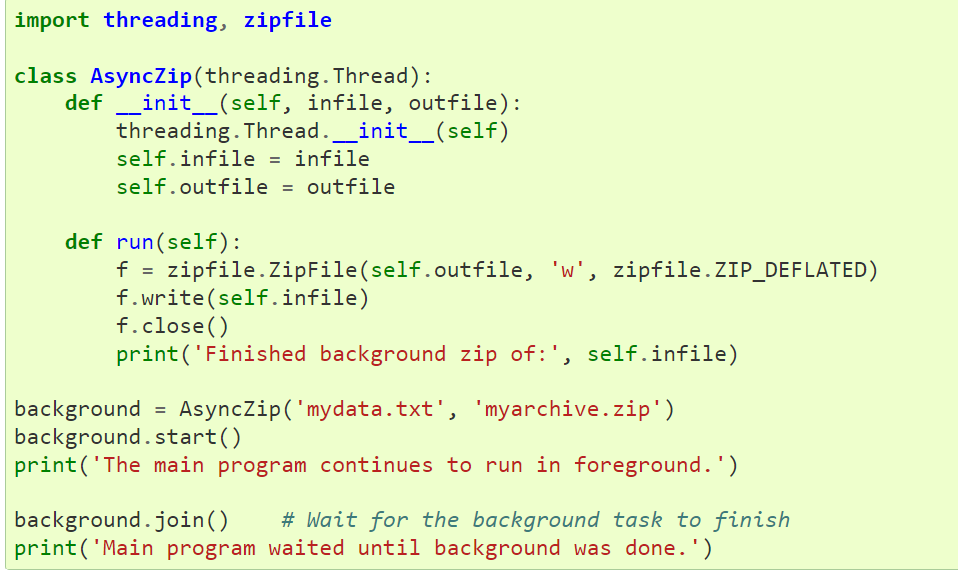 import threading, zipfile

class AsyncZip(threading.Thread):
    def __init__(self, infile, outfile):
        threading.Thread.__init__(self)
        self.infile = infile
        self.outfile = outfile

    def run(self):
        f = zipfile.ZipFile(self.outfile, 'w', zipfile.ZIP_DEFLATED)
        f.write(self.infile)
        f.close()
        print('Finished background zip of:', self.infile)

background = AsyncZip('mydata.txt', 'myarchive.zip')
background.start()
print('The main program continues to run in foreground.')

background.join()    # Wait for the background task to finish
print('Main program waited until background was done.')